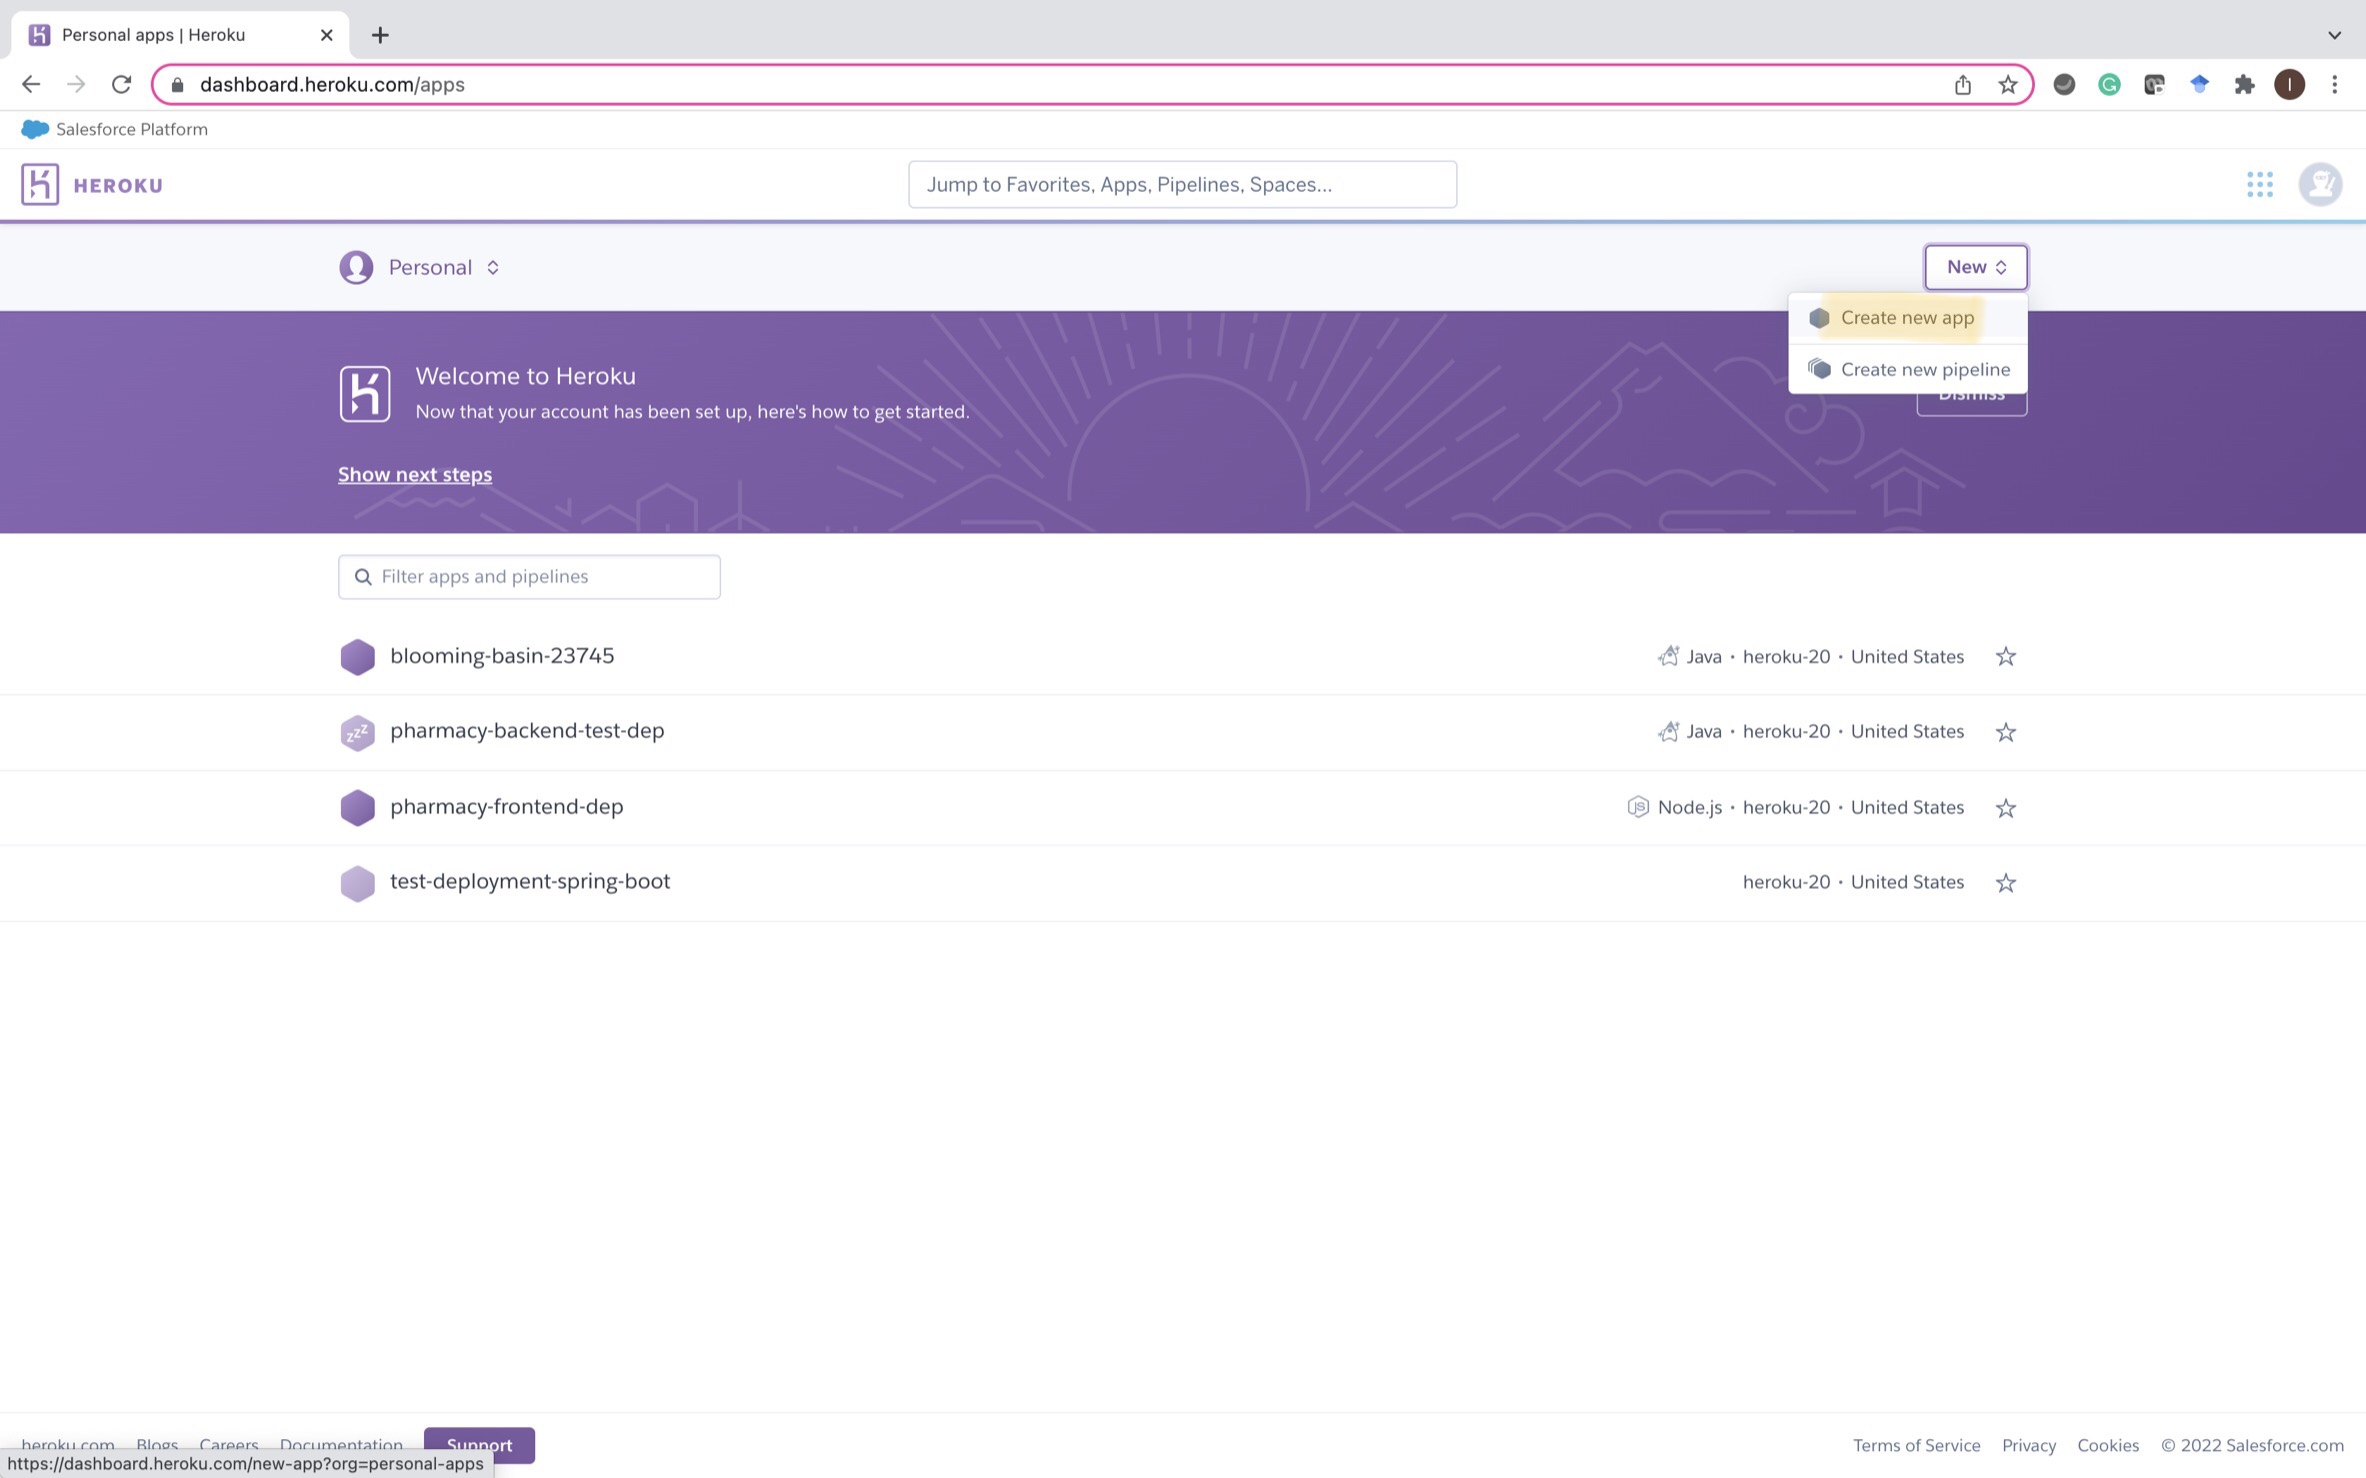 Personal apps | Heroku
dashboard.heroku.com/apps
Salesforce Platform
HEROKU
Jump to Favorites, Apps, Pipelines, Spaces...
Personal
New
Create new app
Create new pipeline
Welcome to Heroku
Now that your account has been set up, here's how to get started.
Dismiss
Show next steps
Filter apps and pipelines
blooming-basin-23745
Java • heroku-20 • United States
pharmacy-backend-test-dep
Java • heroku-20 • United States
pharmacy-frontend-dep
Node.js • heroku-20 • United States
test-deployment-spring-boot
heroku-20 • United States
heroku.com Blogs Careers Documentation Support
Terms of Service Privacy Cookies © 2022 Salesforce.com
https://dashboard.heroku.com/new-app?org=personal-apps